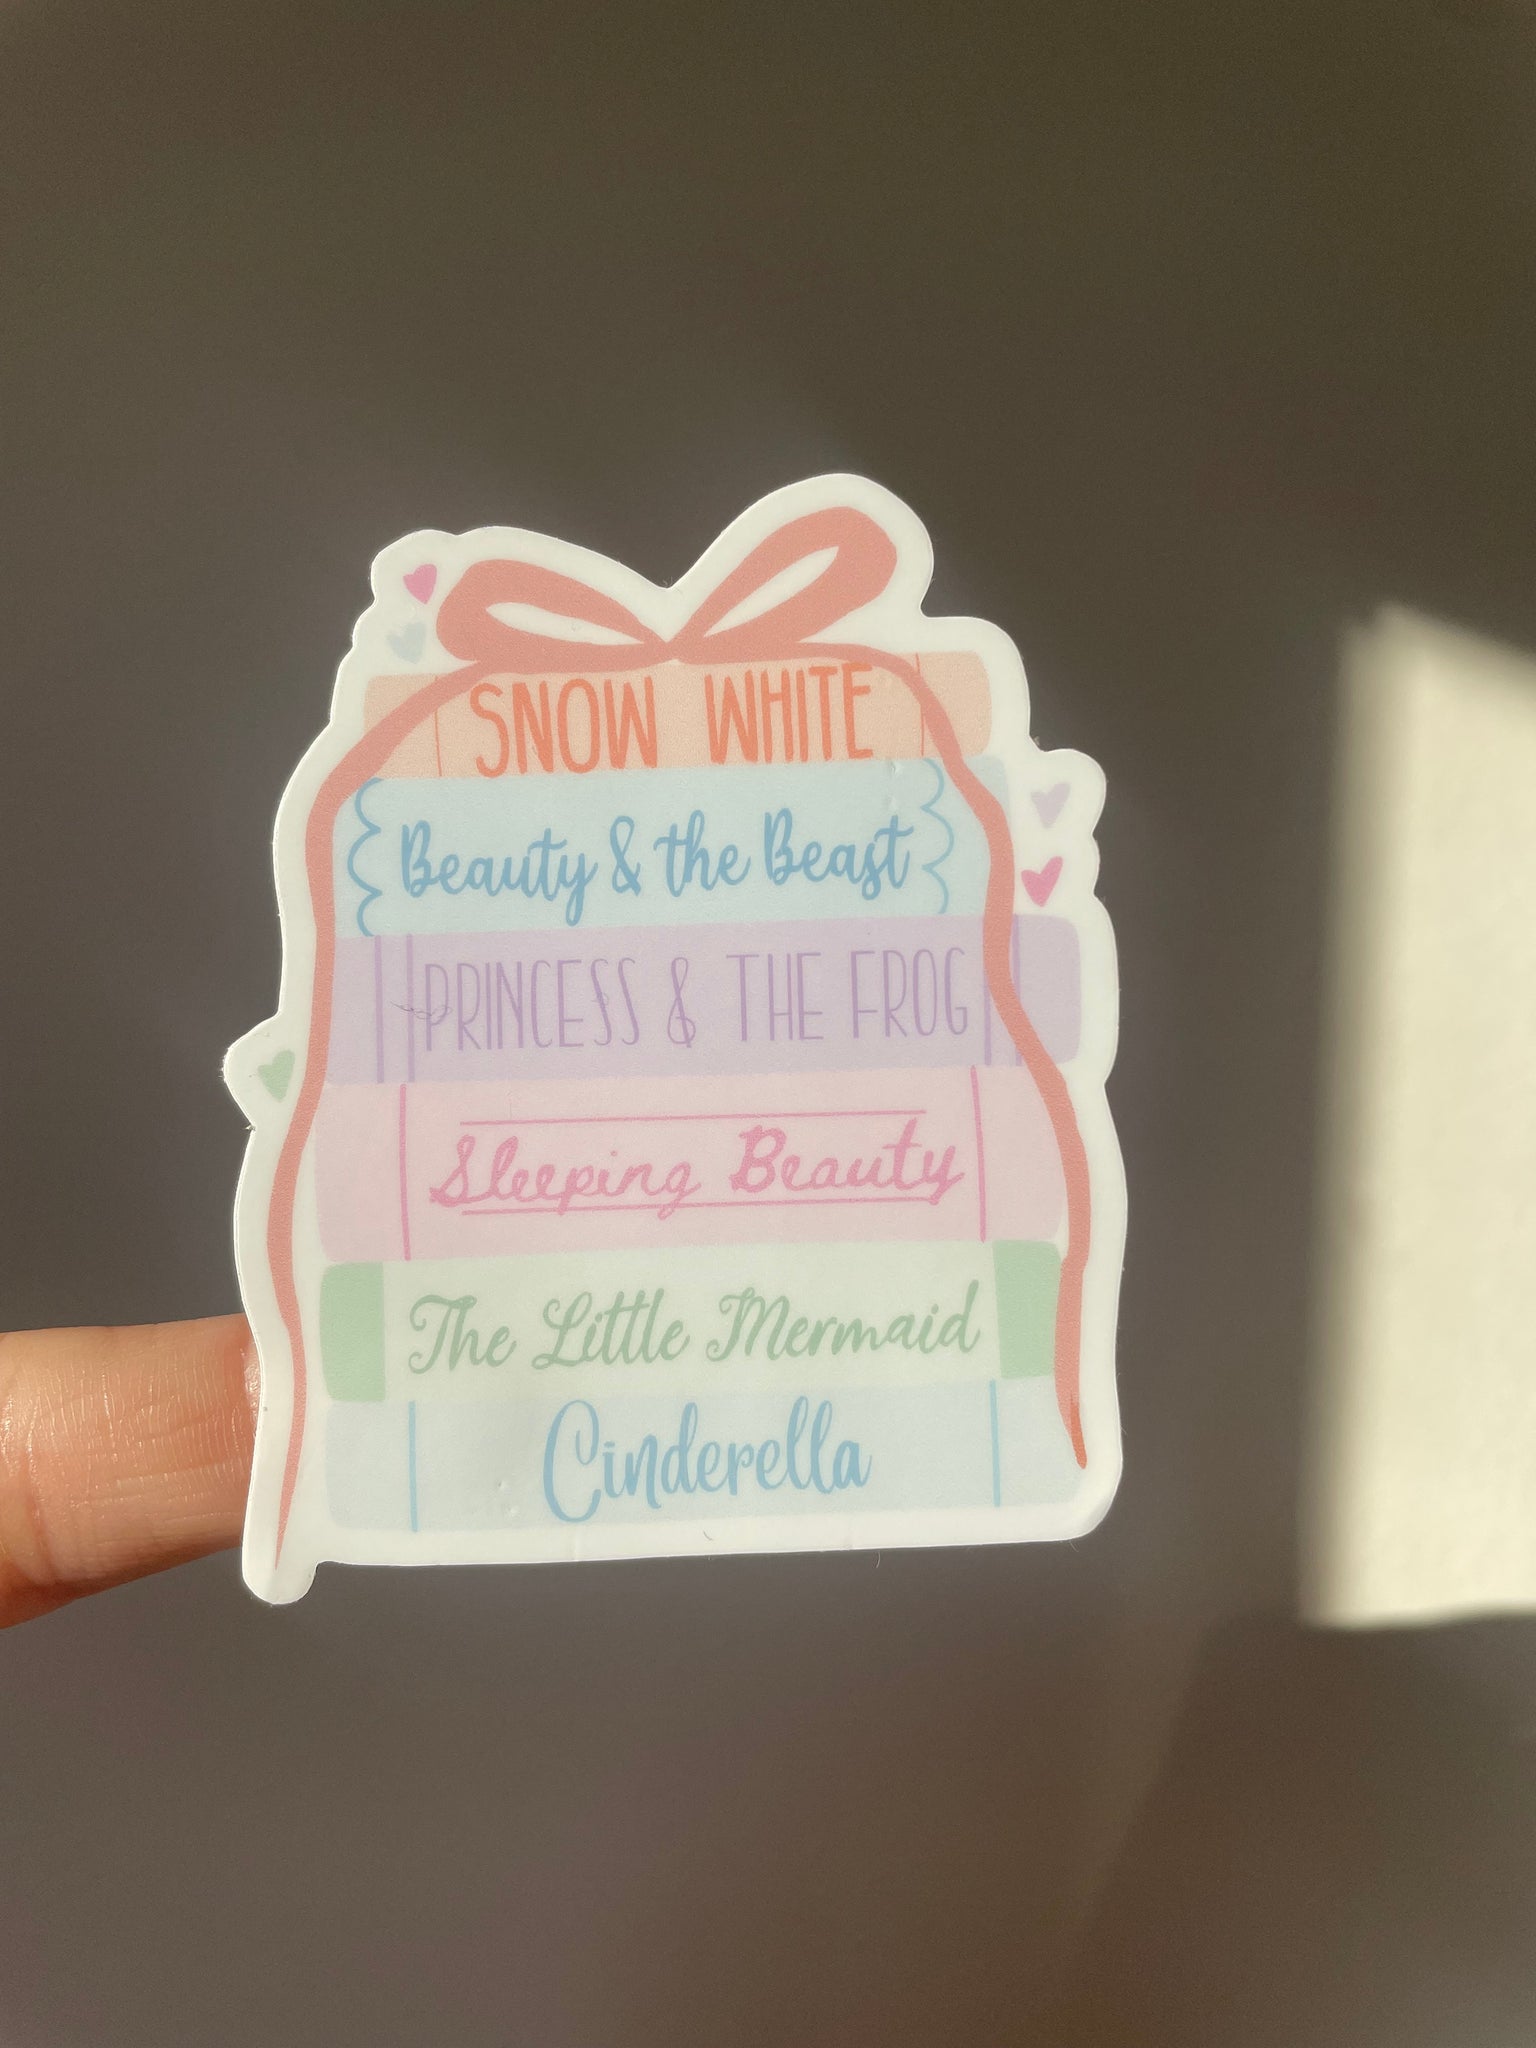 SNOW WHITE
Beauty & the Beast
PRINCESS & THE FROG
Sleeping Beauty
The Little Mermaid
Cinderella